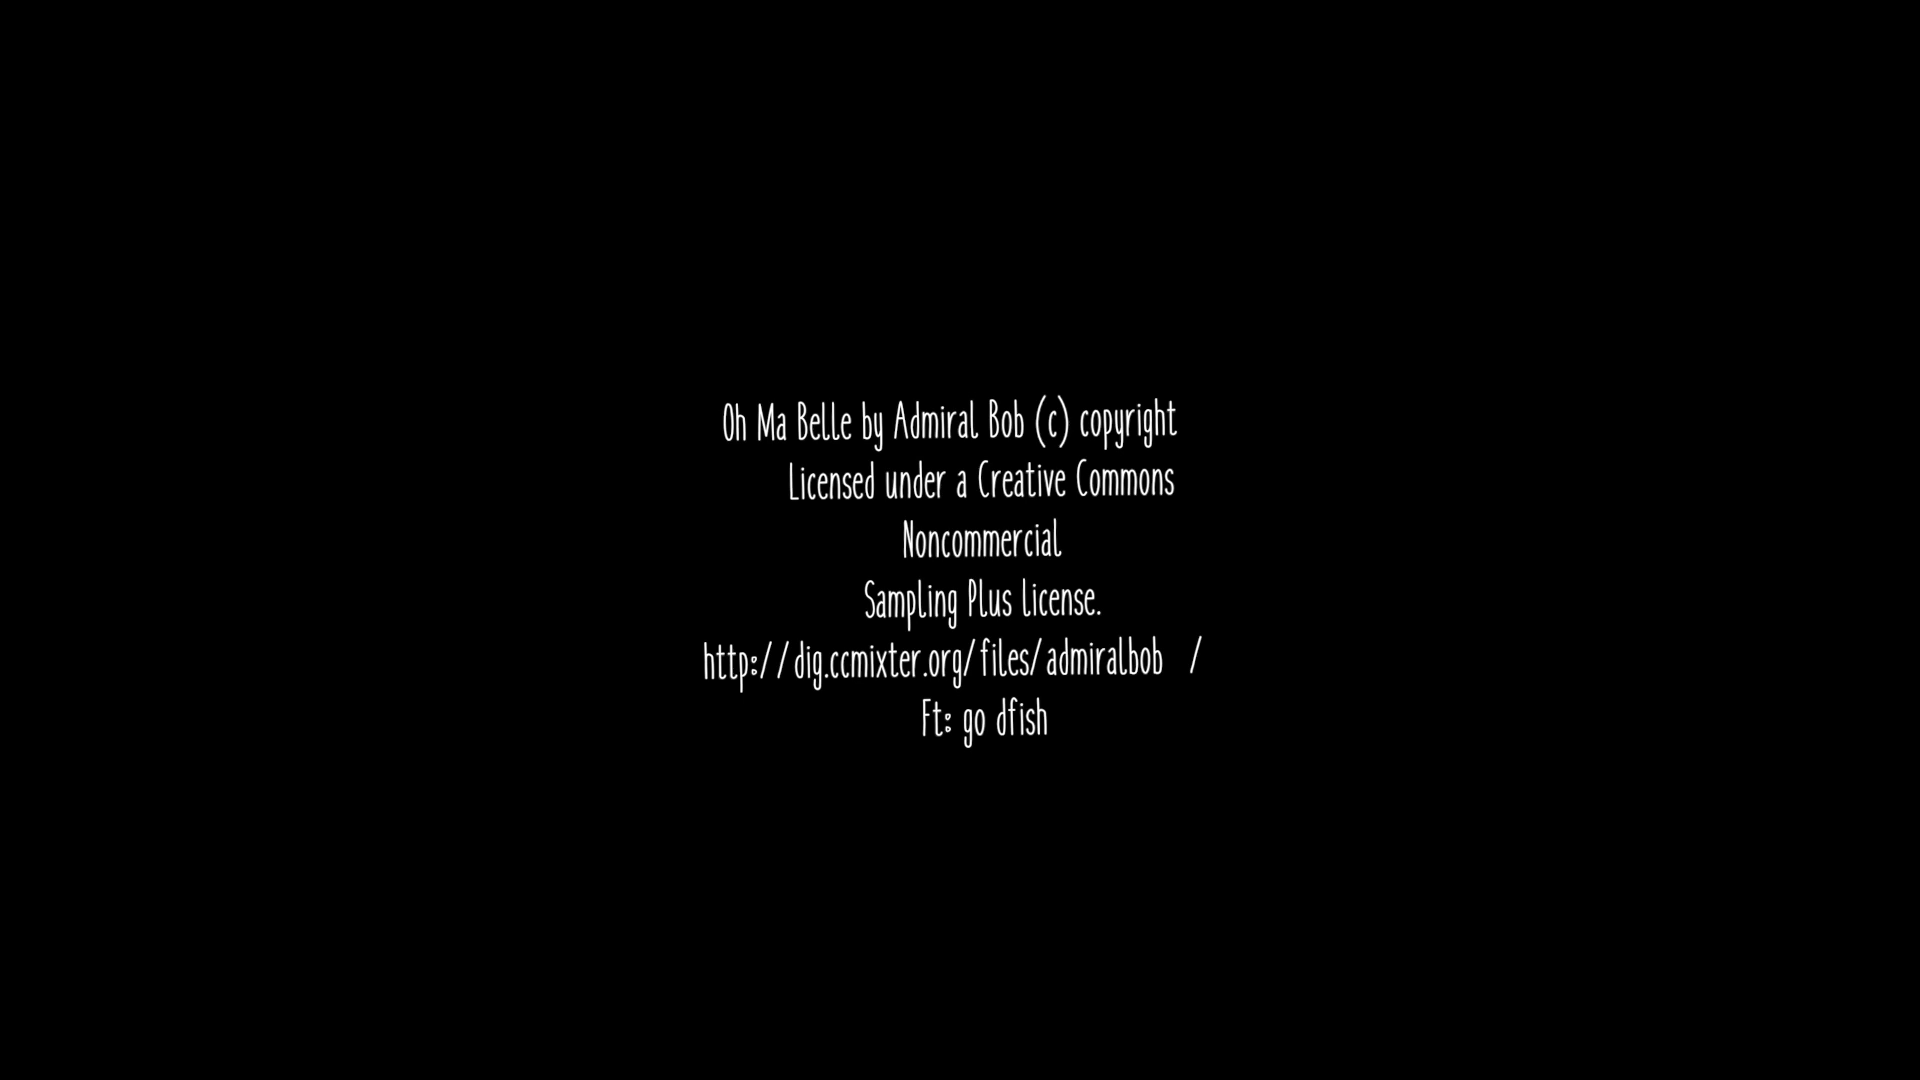 Oh Ma Belle by Admiral Bob (c) copyright
Licensed under a Creative Commons
Noncommercial
Sampling Plus license.
http://dig.ccmixter.org/files/admiralbob /
Ft: go dfish